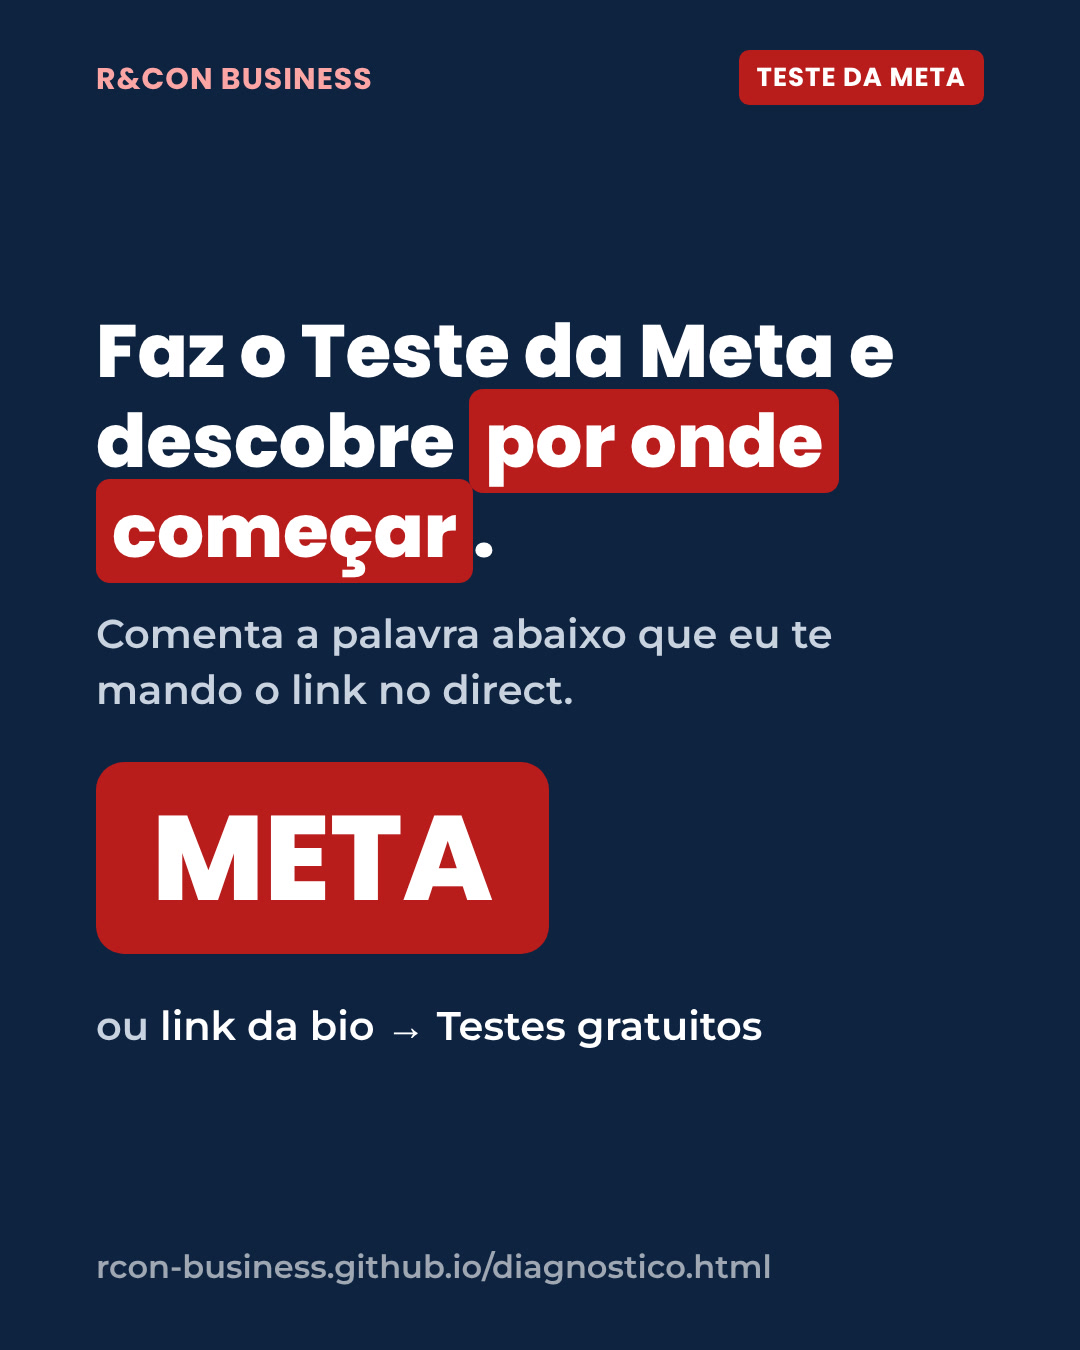 R&CON BUSINESS
TESTE DA META
Faz o Teste da Meta e
descobre por onde
começar.
Comenta a palavra abaixo que eu te
mando o link no direct.
META
ou link da bio → Testes gratuitos
rcon-business.github.io/diagnostico.html